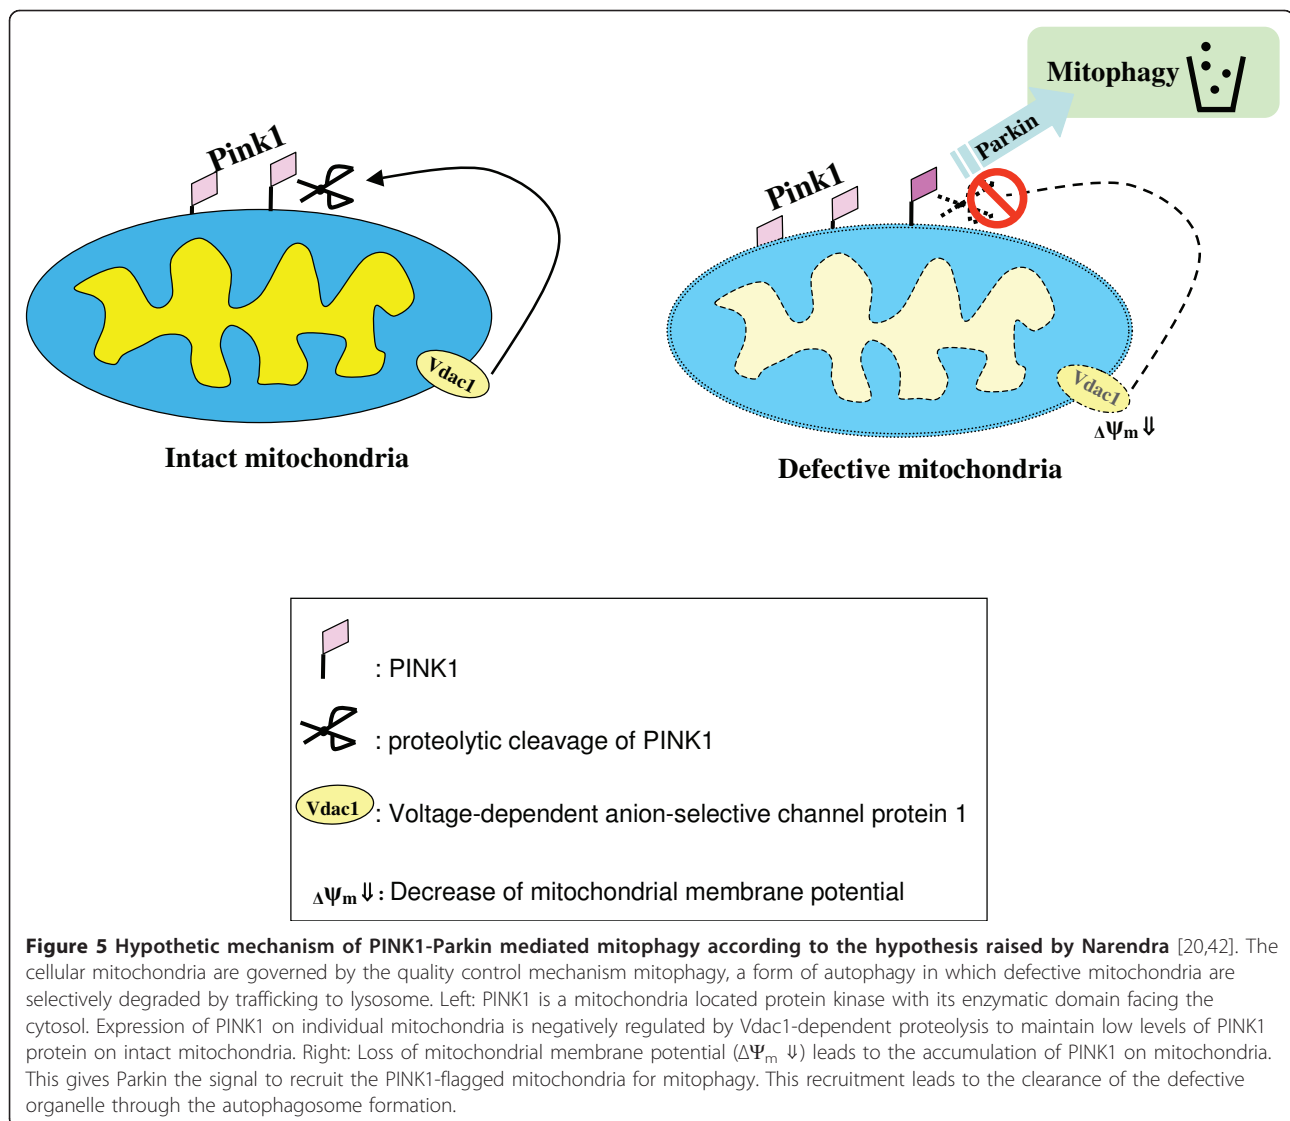 Mitophagy
Parkin
Pink1
Pink1
Vdac1
Vdac1
ΔΨm ⇓
Intact mitochondria
Defective mitochondria
: PINK1
: proteolytic cleavage of PINK1
Vdac1 : Voltage-dependent anion-selective channel protein 1
ΔΨm ⇓ : Decrease of mitochondrial membrane potential
Figure 5 Hypothetic mechanism of PINK1-Parkin mediated mitophagy according to the hypothesis raised by Narendra [20,42]. The
cellular mitochondria are governed by the quality control mechanism mitophagy, a form of autophagy in which defective mitochondria are
selectively degraded by trafficking to lysosome. Left: PINK1 is a mitochondria located protein kinase with its enzymatic domain facing the
cytosol. Expression of PINK1 on individual mitochondria is negatively regulated by Vdac1-dependent proteolysis to maintain low levels of PINK1
protein on intact mitochondria. Right: Loss of mitochondrial membrane potential (ΔΨm ⇓) leads to the accumulation of PINK1 on mitochondria.
This gives Parkin the signal to recruit the PINK1-flagged mitochondria for mitophagy. This recruitment leads to the clearance of the defective
organelle through the autophagosome formation.